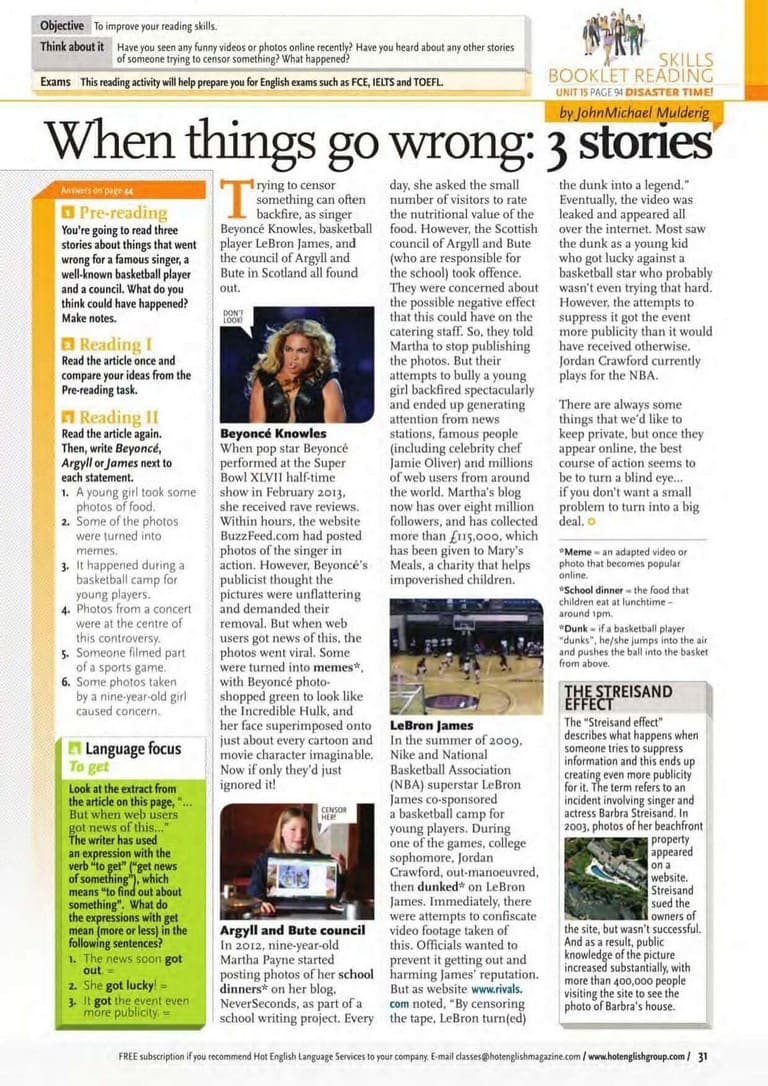 Objective To improve your reading skills.
Think about it Have you seen any funny videos or photos online recently? Have you heard about any other stories
of someone trying to censor something? What happened?
Exams This reading activity will help prepare you for English exams such as FCE, IELTS and TOEFL.
SKILLS
BOOKLET READING
UNIT 15 PAGE 94 DISASTER TIME!
by JohnMichael Mulderig
When things go wrong: 3 stories
Answers on page 44
1 Pre-reading
You're going to read three
stories about things that went
wrong for a famous singer, a
well-known basketball player
and a council. What do you
think could have happened?
Make notes.
2 Reading I
Read the article once and
compare your ideas from the
Pre-reading task.
3 Reading II
Read the article again.
Then, write Beyoncé,
Argyll or James next to
each statement.
1. A young girl took some
photos of food.
2. Some of the photos
were turned into
memes.
3. It happened during a
basketball camp for
young players.
4. Photos from a concert
were at the centre of
this controversy.
5. Someone filmed part
of a sports game.
6. Some photos taken
by a nine-year-old girl
caused concern.
4 Language focus
To get
Look at the extract from
the article on this page, "...
But when web users
got news of this..."
The writer has used
an expression with the
verb "to get" ("get news
of something"), which
means "to find out about
something". What do
the expressions with get
mean (more or less) in the
following sentences?
1. The news soon got
out. =
2. She got lucky! =
3. It got the event even
more publicity. =
Trying to censor
something can often
backfire, as singer
Beyoncé Knowles, basketball
player LeBron James, and
the council of Argyll and
Bute in Scotland all found
out.
DON'T
LOOK!
Beyoncé Knowles
When pop star Beyoncé
performed at the Super
Bowl XLVII half-time
show in February 2013,
she received rave reviews.
Within hours, the website
BuzzFeed.com had posted
photos of the singer in
action. However, Beyoncé's
publicist thought the
pictures were unflattering
and demanded their
removal. But when web
users got news of this, the
photos went viral. Some
were turned into memes*,
with Beyoncé photo-
shopped green to look like
the Incredible Hulk, and
her face superimposed onto
just about every cartoon and
movie character imaginable.
Now if only they'd just
ignored it!
CENSOR
HER!
Argyll and Bute council
In 2012, nine-year-old
Martha Payne started
posting photos of her school
dinners* on her blog,
NeverSeconds, as part of a
school writing project. Every
day, she asked the small
number of visitors to rate
the nutritional value of the
food. However, the Scottish
council of Argyll and Bute
(who are responsible for
the school) took offence.
They were concerned about
the possible negative effect
that this could have on the
catering staff. So, they told
Martha to stop publishing
the photos. But their
attempts to bully a young
girl backfired spectacularly
and ended up generating
attention from news
stations, famous people
(including celebrity chef
Jamie Oliver) and millions
of web users from around
the world. Martha's blog
now has over eight million
followers, and has collected
more than £115,000, which
has been given to Mary's
Meals, a charity that helps
impoverished children.
LeBron James
In the summer of 2009,
Nike and National
Basketball Association
(NBA) superstar LeBron
James co-sponsored
a basketball camp for
young players. During
one of the games, college
sophomore, Jordan
Crawford, out-manoeuvred,
then dunked* on LeBron
James. Immediately, there
were attempts to confiscate
video footage taken of
this. Officials wanted to
prevent it getting out and
harming James' reputation.
But as website www.rivals.
com noted, "By censoring
the tape, LeBron turn(ed)
the dunk into a legend."
Eventually, the video was
leaked and appeared all
over the internet. Most saw
the dunk as a young kid
who got lucky against a
basketball star who probably
wasn't even trying that hard.
However, the attempts to
suppress it got the event
more publicity than it would
have received otherwise.
Jordan Crawford currently
plays for the NBA.
There are always some
things that we'd like to
keep private, but once they
appear online, the best
course of action seems to
be to turn a blind eye...
if you don't want a small
problem to turn into a big
deal.
*Meme = an adapted video or
photo that becomes popular
online.
*School dinner = the food that
children eat at lunchtime –
around 1pm.
*Dunk = if a basketball player
"dunks", he/she jumps into the air
and pushes the ball into the basket
from above.
THE STREISAND
EFFECT
The "Streisand effect"
describes what happens when
someone tries to suppress
information and this ends up
creating even more publicity
for it. The term refers to an
incident involving singer and
actress Barbra Streisand. In
2003, photos of her beachfront
property
appeared
on a
website.
Streisand
sued the
owners of
the site, but wasn't successful.
And as a result, public
knowledge of the picture
increased substantially, with
more than 400,000 people
visiting the site to see the
photo of Barbra's house.
FREE subscription if you recommend Hot English Language Services to your company. E-mail classes@hotenglishmagazine.com / www.hotenglishgroup.com / 31